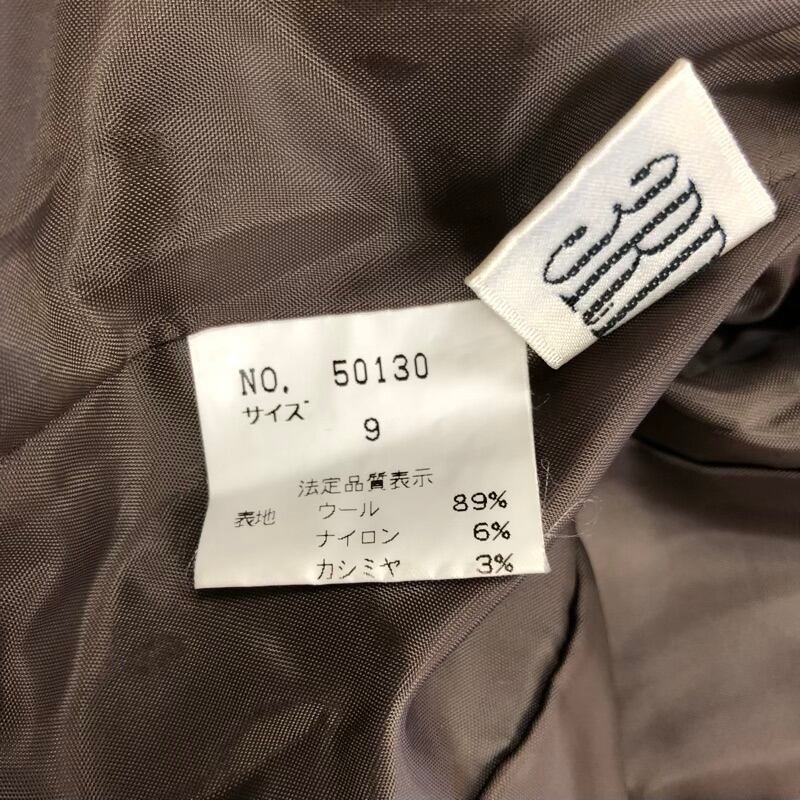 NO. 50130
サイズ
9
法定品質表示
表地 ウール 89%
ナイロン 6%
カシミヤ 3%